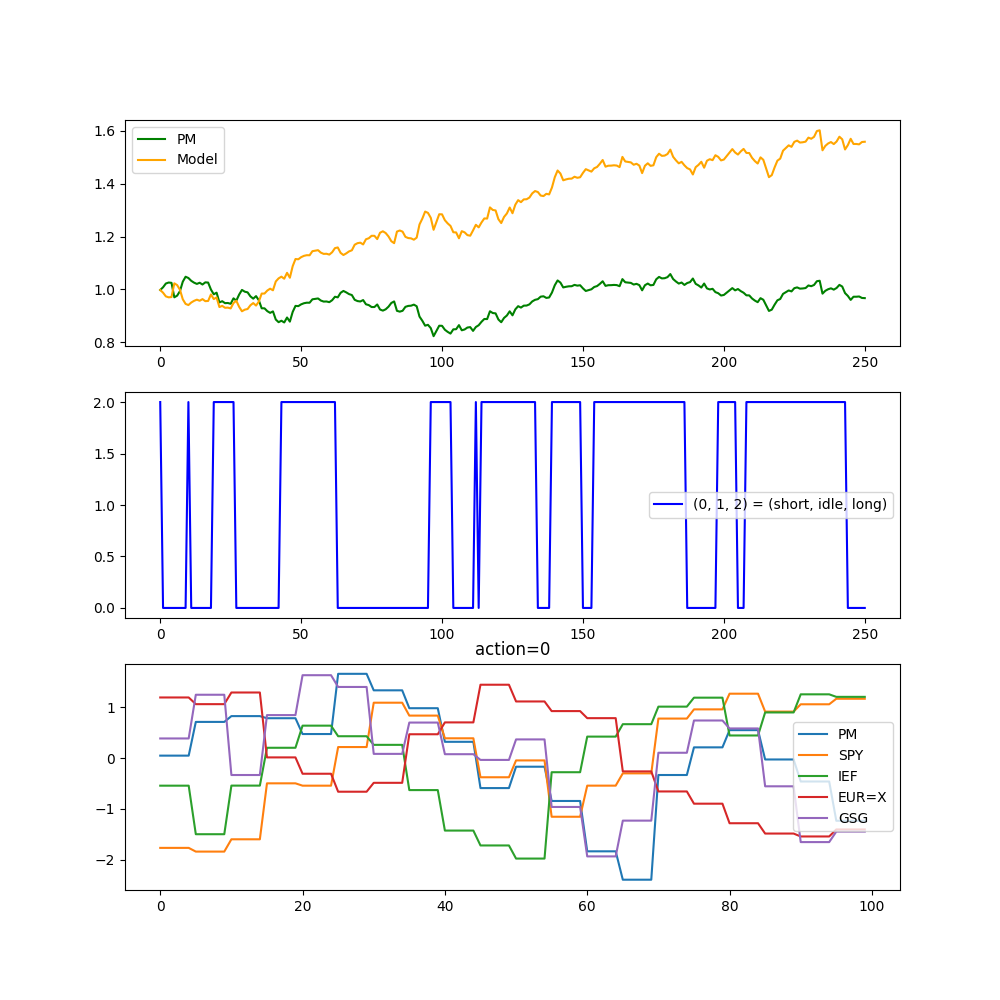 PM
Model
1.6
1.4
1.2
1.0
0.8
0 50 100 150 200 250
2.0
1.5
1.0
0.5
0.0
(0, 1, 2) = (short, idle, long)
0 50 100 150 200 250
action=0
1
0
−1
−2
PM
SPY
IEF
EUR=X
GSG
0 20 40 60 80 100